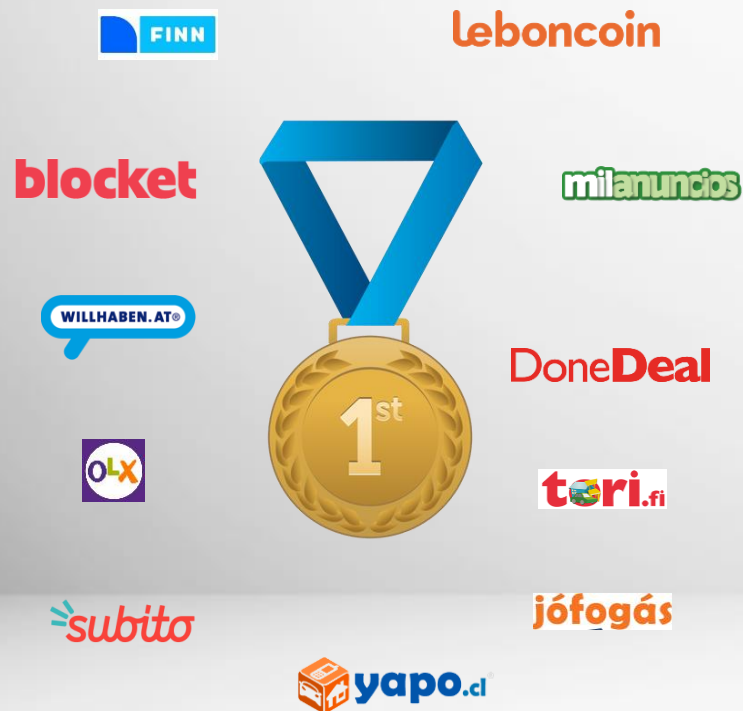 FINN
leboncoin
blocket
milanuncios
WILLHABEN.AT®
DoneDeal
1st
OLX
tori.fi
subito
jófogás
yapo.cl